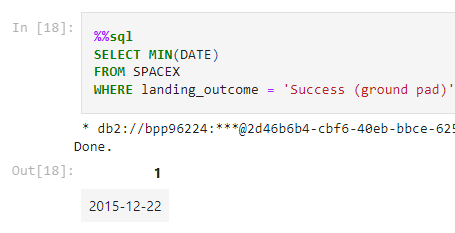 In [18]:
%%sql
SELECT MIN(DATE)
FROM SPACEX
WHERE landing_outcome = 'Success (ground pad)'
* db2://bpp96224:***@2d46b6b4-cbf6-40eb-bbce-625
Done.
Out[18]:
1
2015-12-22